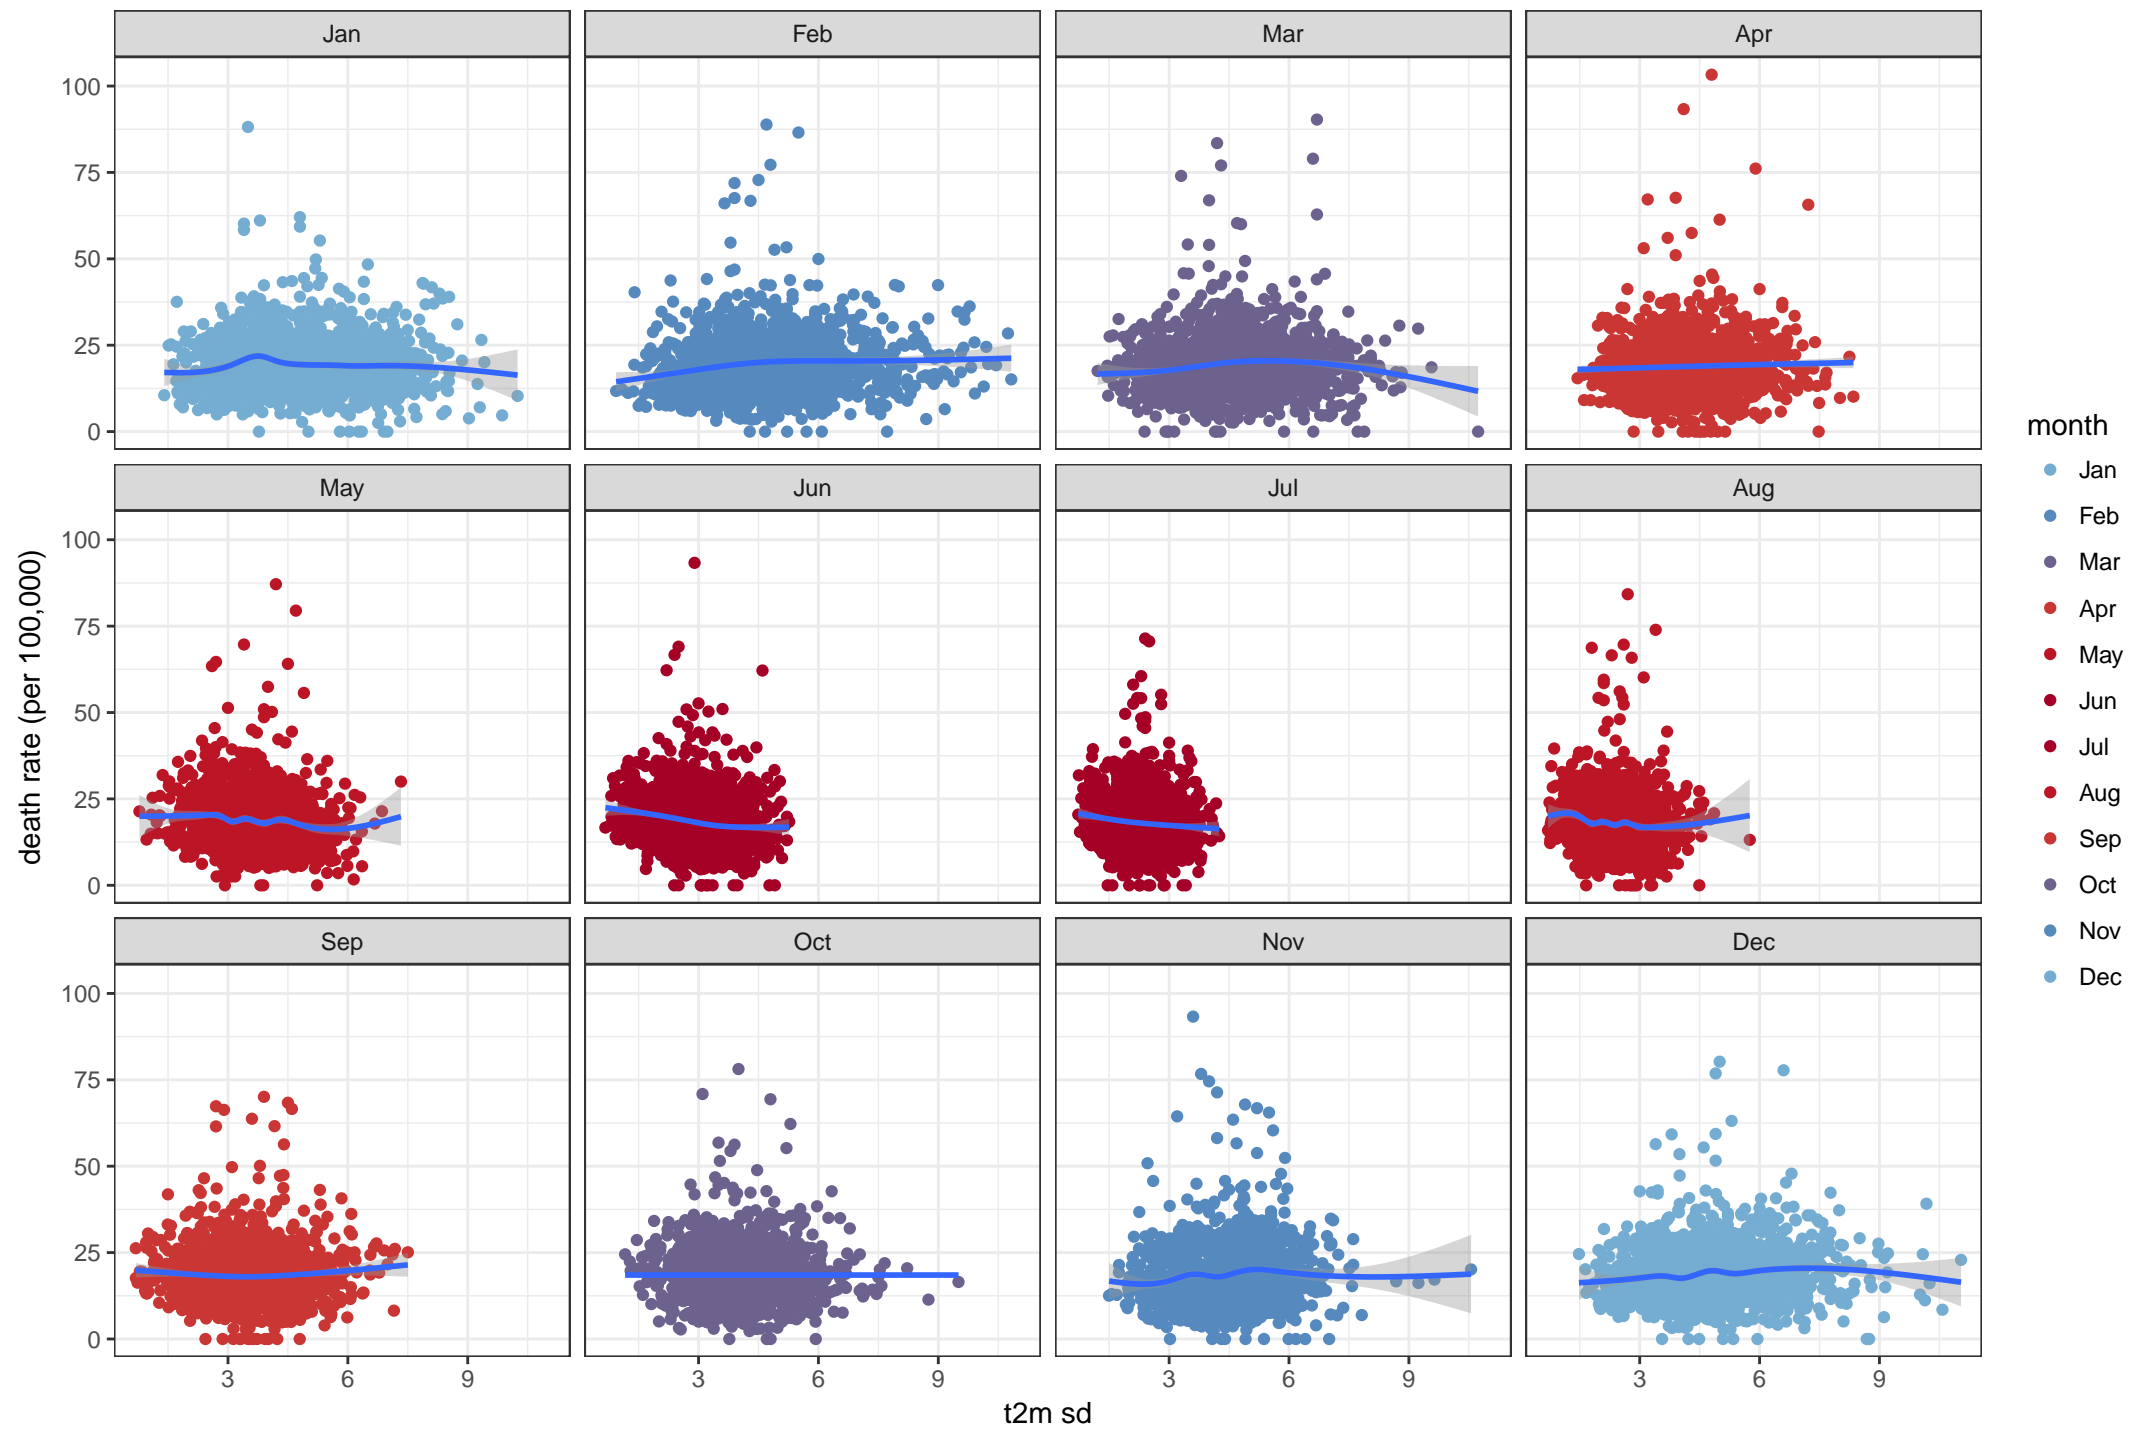 Jan Feb Mar Apr
100
75
50
25
0
May Jun Jul Aug
100
75
50
25
0
Sep Oct Nov Dec
100
75
50
25
0
3 6 9 3 6 9 3 6 9 3 6 9
t2m sd
death rate (per 100,000)
month
Jan
Feb
Mar
Apr
May
Jun
Jul
Aug
Sep
Oct
Nov
Dec